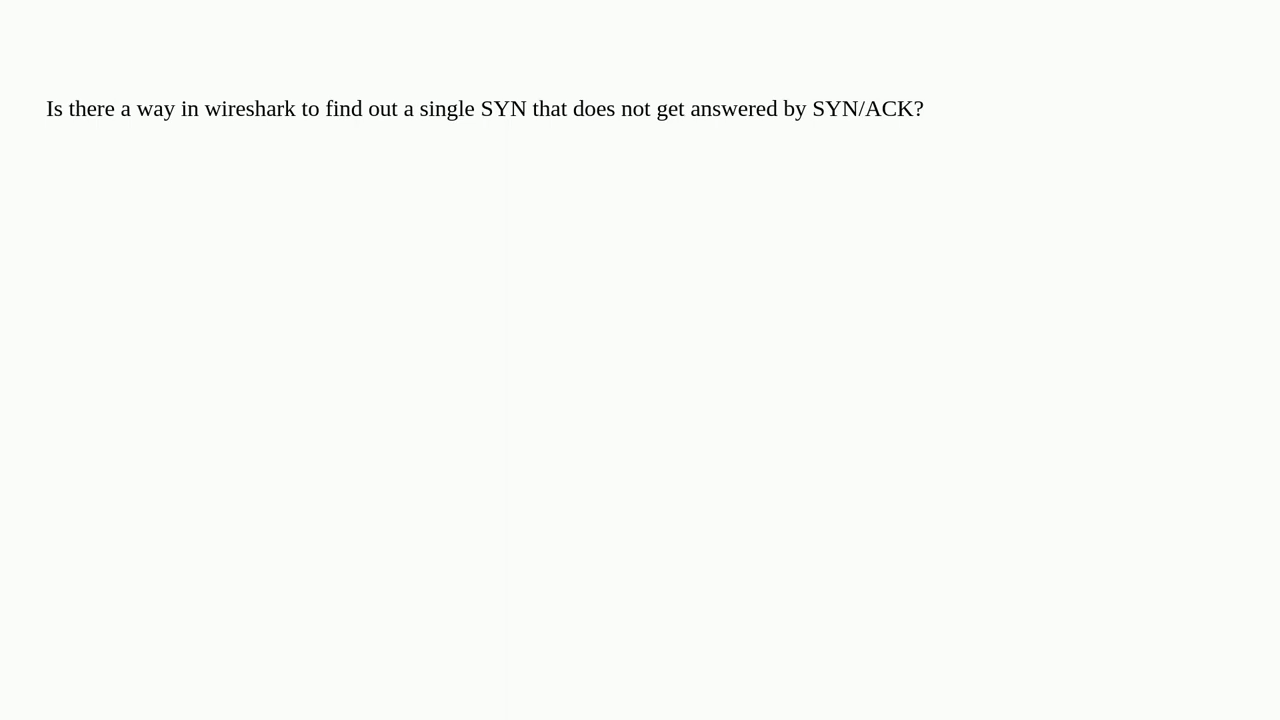 Is there a way in wireshark to find out a single SYN that does not get answered by SYN/ACK?